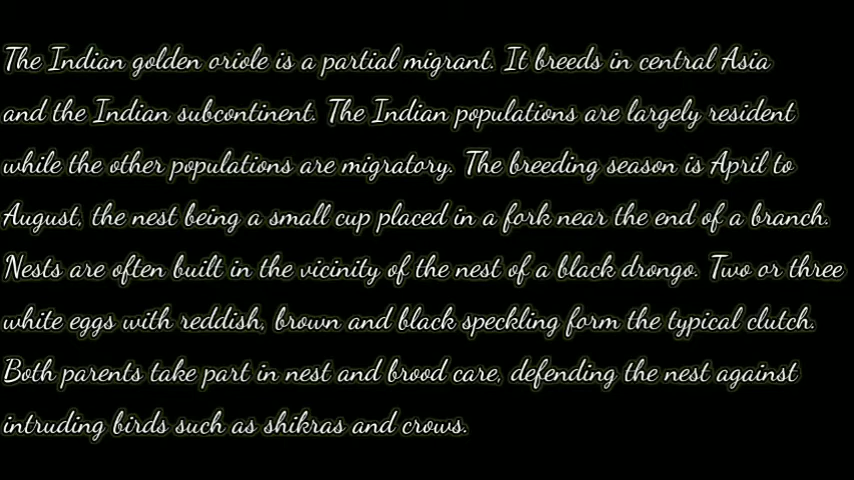 The Indian golden oriole is a partial migrant. It breeds in central Asia
and the Indian subcontinent. The Indian populations are largely resident
while the other populations are migratory. The breeding season is April to
August, the nest being a small cup placed in a fork near the end of a branch.
Nests are often built in the vicinity of the nest of a black drongo. Two or three
white eggs with reddish, brown and black speckling form the typical clutch.
Both parents take part in nest and brood care, defending the nest against
intruding birds such as shikras and crows.